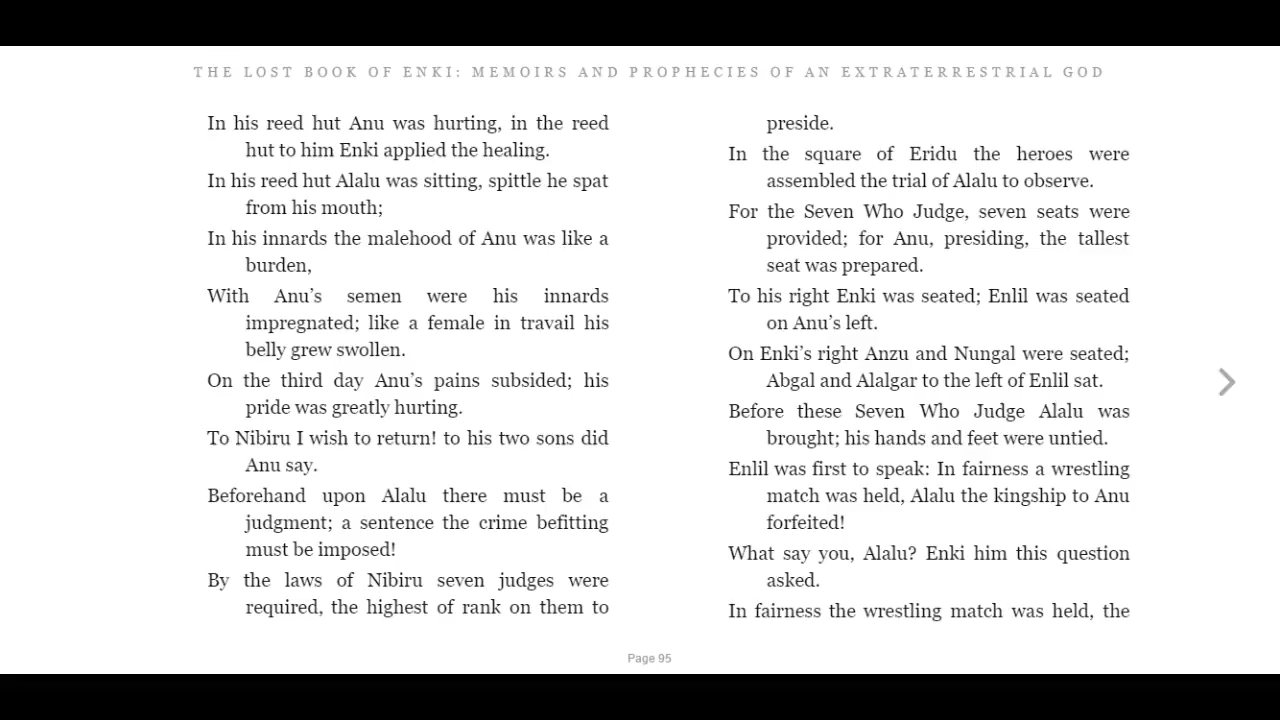 THE LOST BOOK OF ENKI: MEMOIRS AND PROPHECIES OF AN EXTRATERRESTRIAL GOD
In his reed hut Anu was hurting, in the reed
hut to him Enki applied the healing.
In his reed hut Alalu was sitting, spittle he spat
from his mouth;
In his innards the malehood of Anu was like a
burden,
With Anu’s semen were his innards
impregnated; like a female in travail his
belly grew swollen.
On the third day Anu’s pains subsided; his
pride was greatly hurting.
To Nibiru I wish to return! to his two sons did
Anu say.
Beforehand upon Alalu there must be a
judgment; a sentence the crime befitting
must be imposed!
By the laws of Nibiru seven judges were
required, the highest of rank on them to
preside.
In the square of Eridu the heroes were
assembled the trial of Alalu to observe.
For the Seven Who Judge, seven seats were
provided; for Anu, presiding, the tallest
seat was prepared.
To his right Enki was seated; Enlil was seated
on Anu’s left.
On Enki’s right Anzu and Nungal were seated;
Abgal and Alalgar to the left of Enlil sat.
Before these Seven Who Judge Alalu was
brought; his hands and feet were untied.
Enlil was first to speak: In fairness a wrestling
match was held, Alalu the kingship to Anu
forfeited!
What say you, Alalu? Enki him this question
asked.
In fairness the wrestling match was held, the
Page 95